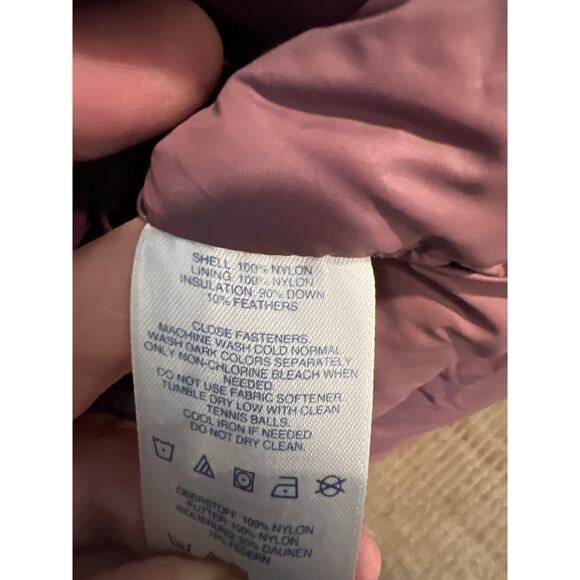 SHELL: 100% NYLON
LINING: 100% NYLON
INSULATION: 90% DOWN
10% FEATHERS
CLOSE FASTENERS
MACHINE WASH COLD NORMAL
WASH DARK COLORS SEPARATELY
ONLY NON-CHLORINE BLEACH WHEN
NEEDED
DO NOT USE FABRIC SOFTENER
TUMBLE DRY LOW WITH CLEAN
TENNIS BALLS.
COOL IRON IF NEEDED
DO NOT DRY CLEAN.
OBERSTOFF 100% NYLON
FUTTER: 100% NYLON
ISOLIERUNG: 90% DAUNEN
10% FEDERN